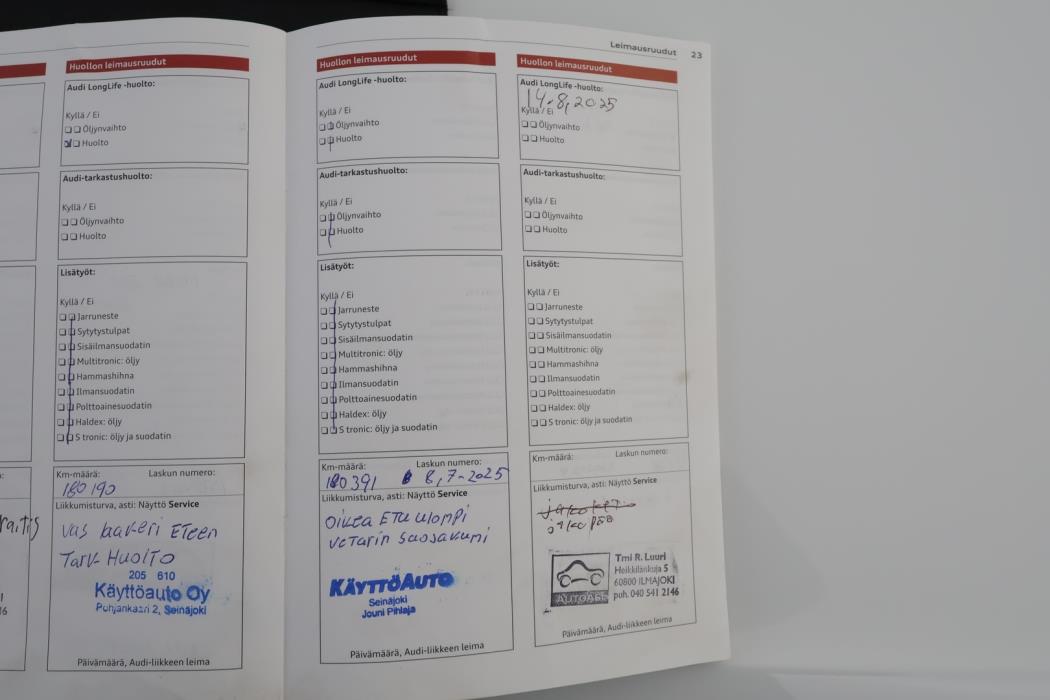 Leimausruudut 23
Huollon leimausruudut
Audi LongLife -huolto:
Kyllä / Ei
Öljynvaihto
Huolto
Audi-tarkastushuolto:
Kyllä / Ei
Öljynvaihto
Huolto
Lisätyöt:
Kyllä / Ei
Jarruneste
Sytytystulpat
Sisäilmansuodatin
Multitronic: öljy
Hammashihna
Ilmansuodatin
Polttoainesuodatin
Haldex: öljy
S tronic: öljy ja suodatin
Km-määrä: Laskun numero:
180190
Liikkumisturva, asti: Näyttö Service
Vas kaveri ETeen
Tark Huolto
205 610
Käyttöauto Oy
Puhjankatri 2, Seinäjoki
Päivämäärä, Audi-liikkeen leima
Huollon leimausruudut
Audi LongLife -huolto:
Kyllä / Ei
Öljynvaihto
Huolto
Audi-tarkastushuolto:
Kyllä / Ei
Öljynvaihto
Huolto
Lisätyöt:
Kyllä / Ei
Jarruneste
Sytytystulpat
Sisäilmansuodatin
Multitronic: öljy
Hammashihna
Ilmansuodatin
Polttoainesuodatin
Haldex: öljy
S tronic: öljy ja suodatin
Km-määrä: Laskun numero:
180391 8,7-2025
Liikkumisturva, asti: Näyttö Service
Oikea ETU ulompi
vetarin suojakumi
KÄYTTÖAUTO
Seinäjoki
Jouni Pihlaja
Päivämäärä, Audi-liikkeen leima
Huollon leimausruudut
Audi LongLife -huolto:
14.8,2025
Kyllä / Ei
Öljynvaihto
Huolto
Audi-tarkastushuolto:
Kyllä / Ei
Öljynvaihto
Huolto
Lisätyöt:
Kyllä / Ei
Jarruneste
Sytytystulpat
Sisäilmansuodatin
Multitronic: öljy
Hammashihna
Ilmansuodatin
Polttoainesuodatin
Haldex: öljy
S tronic: öljy ja suodatin
Km-määrä: Laskun numero:
Liikkumisturva, asti: Näyttö Service
Tmi R. Luuri
Heikkilänkuja 5
60800 ILMAJOKI
puh. 040 541 2146
Päivämäärä, Audi-liikkeen leima